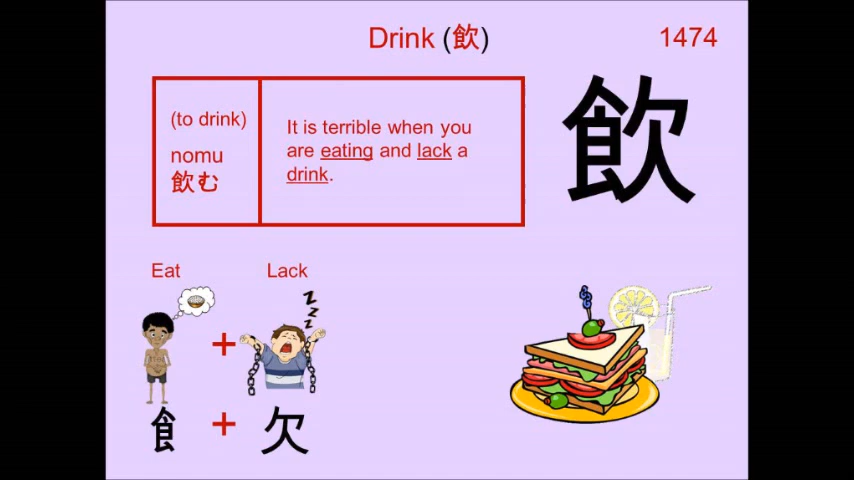 Drink (飲)
1474
(to drink)
nomu
飲む
It is terrible when you
are eating and lack a
drink.
飲
Eat
Lack
z
z
z
+
飠 + 欠